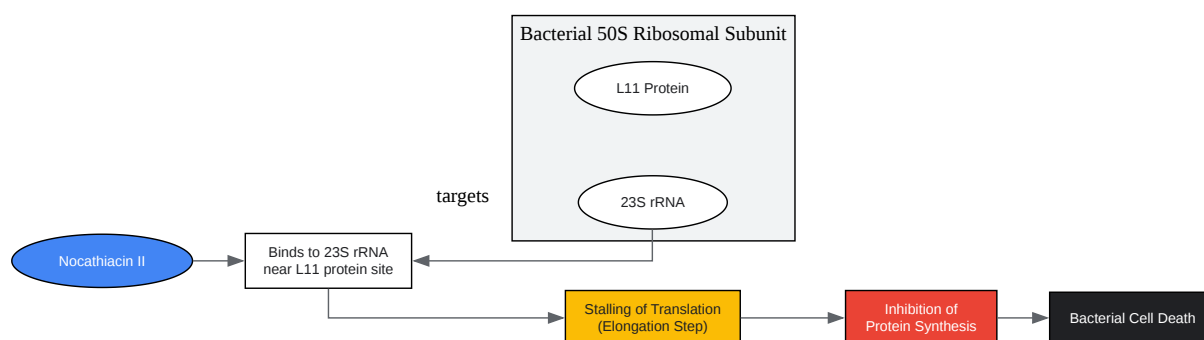 Bacterial 50S Ribosomal Subunit
L11 Protein
targets
23S rRNA
Nocathiacin II
Binds to 23S rRNA
near L11 protein site
Stalling of Translation
(Elongation Step)
Inhibition of
Protein Synthesis
Bacterial Cell Death